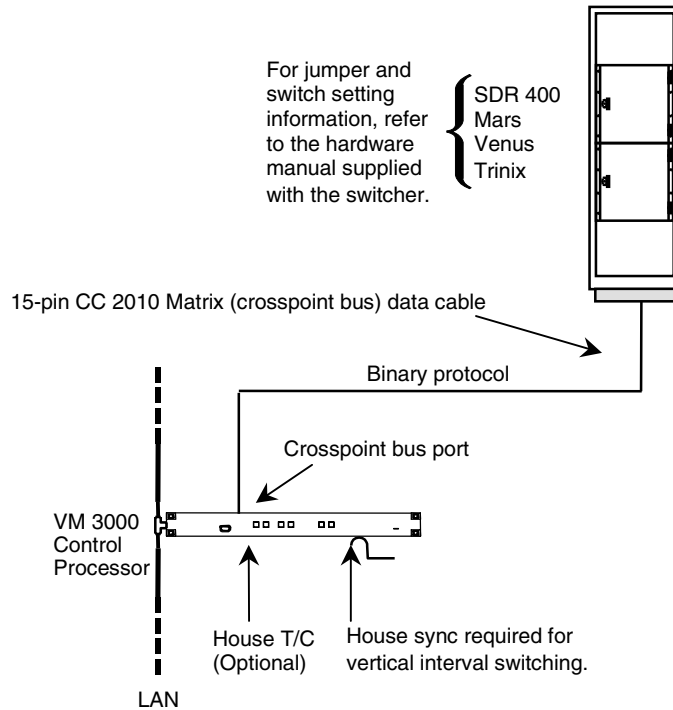 For jumper and
switch setting
information, refer
to the hardware
manual supplied
with the switcher.
SDR 400
Mars
Venus
Trinix
15-pin CC 2010 Matrix (crosspoint bus) data cable
Binary protocol
Crosspoint bus port
VM 3000
Control
Processor
House T/C
(Optional)
House sync required for
vertical interval switching.
LAN